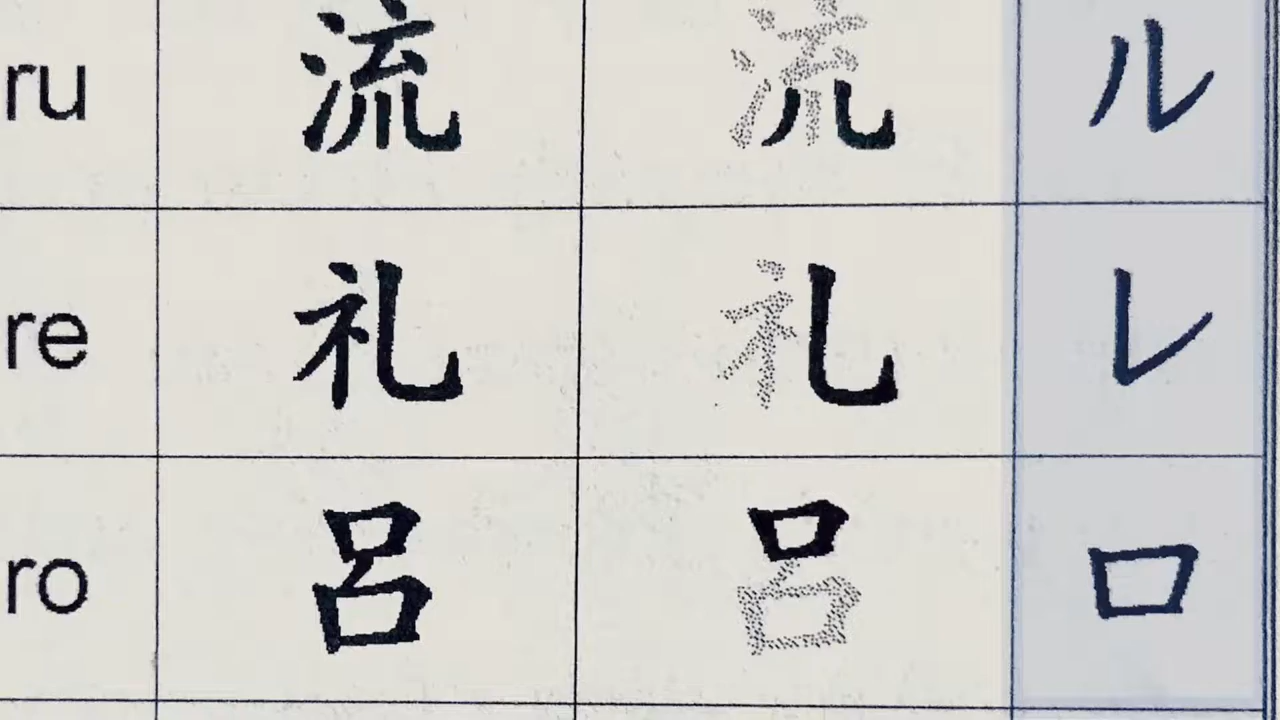 ru 流 流 ル
re 礼 礼 レ
ro 呂 呂 ロ